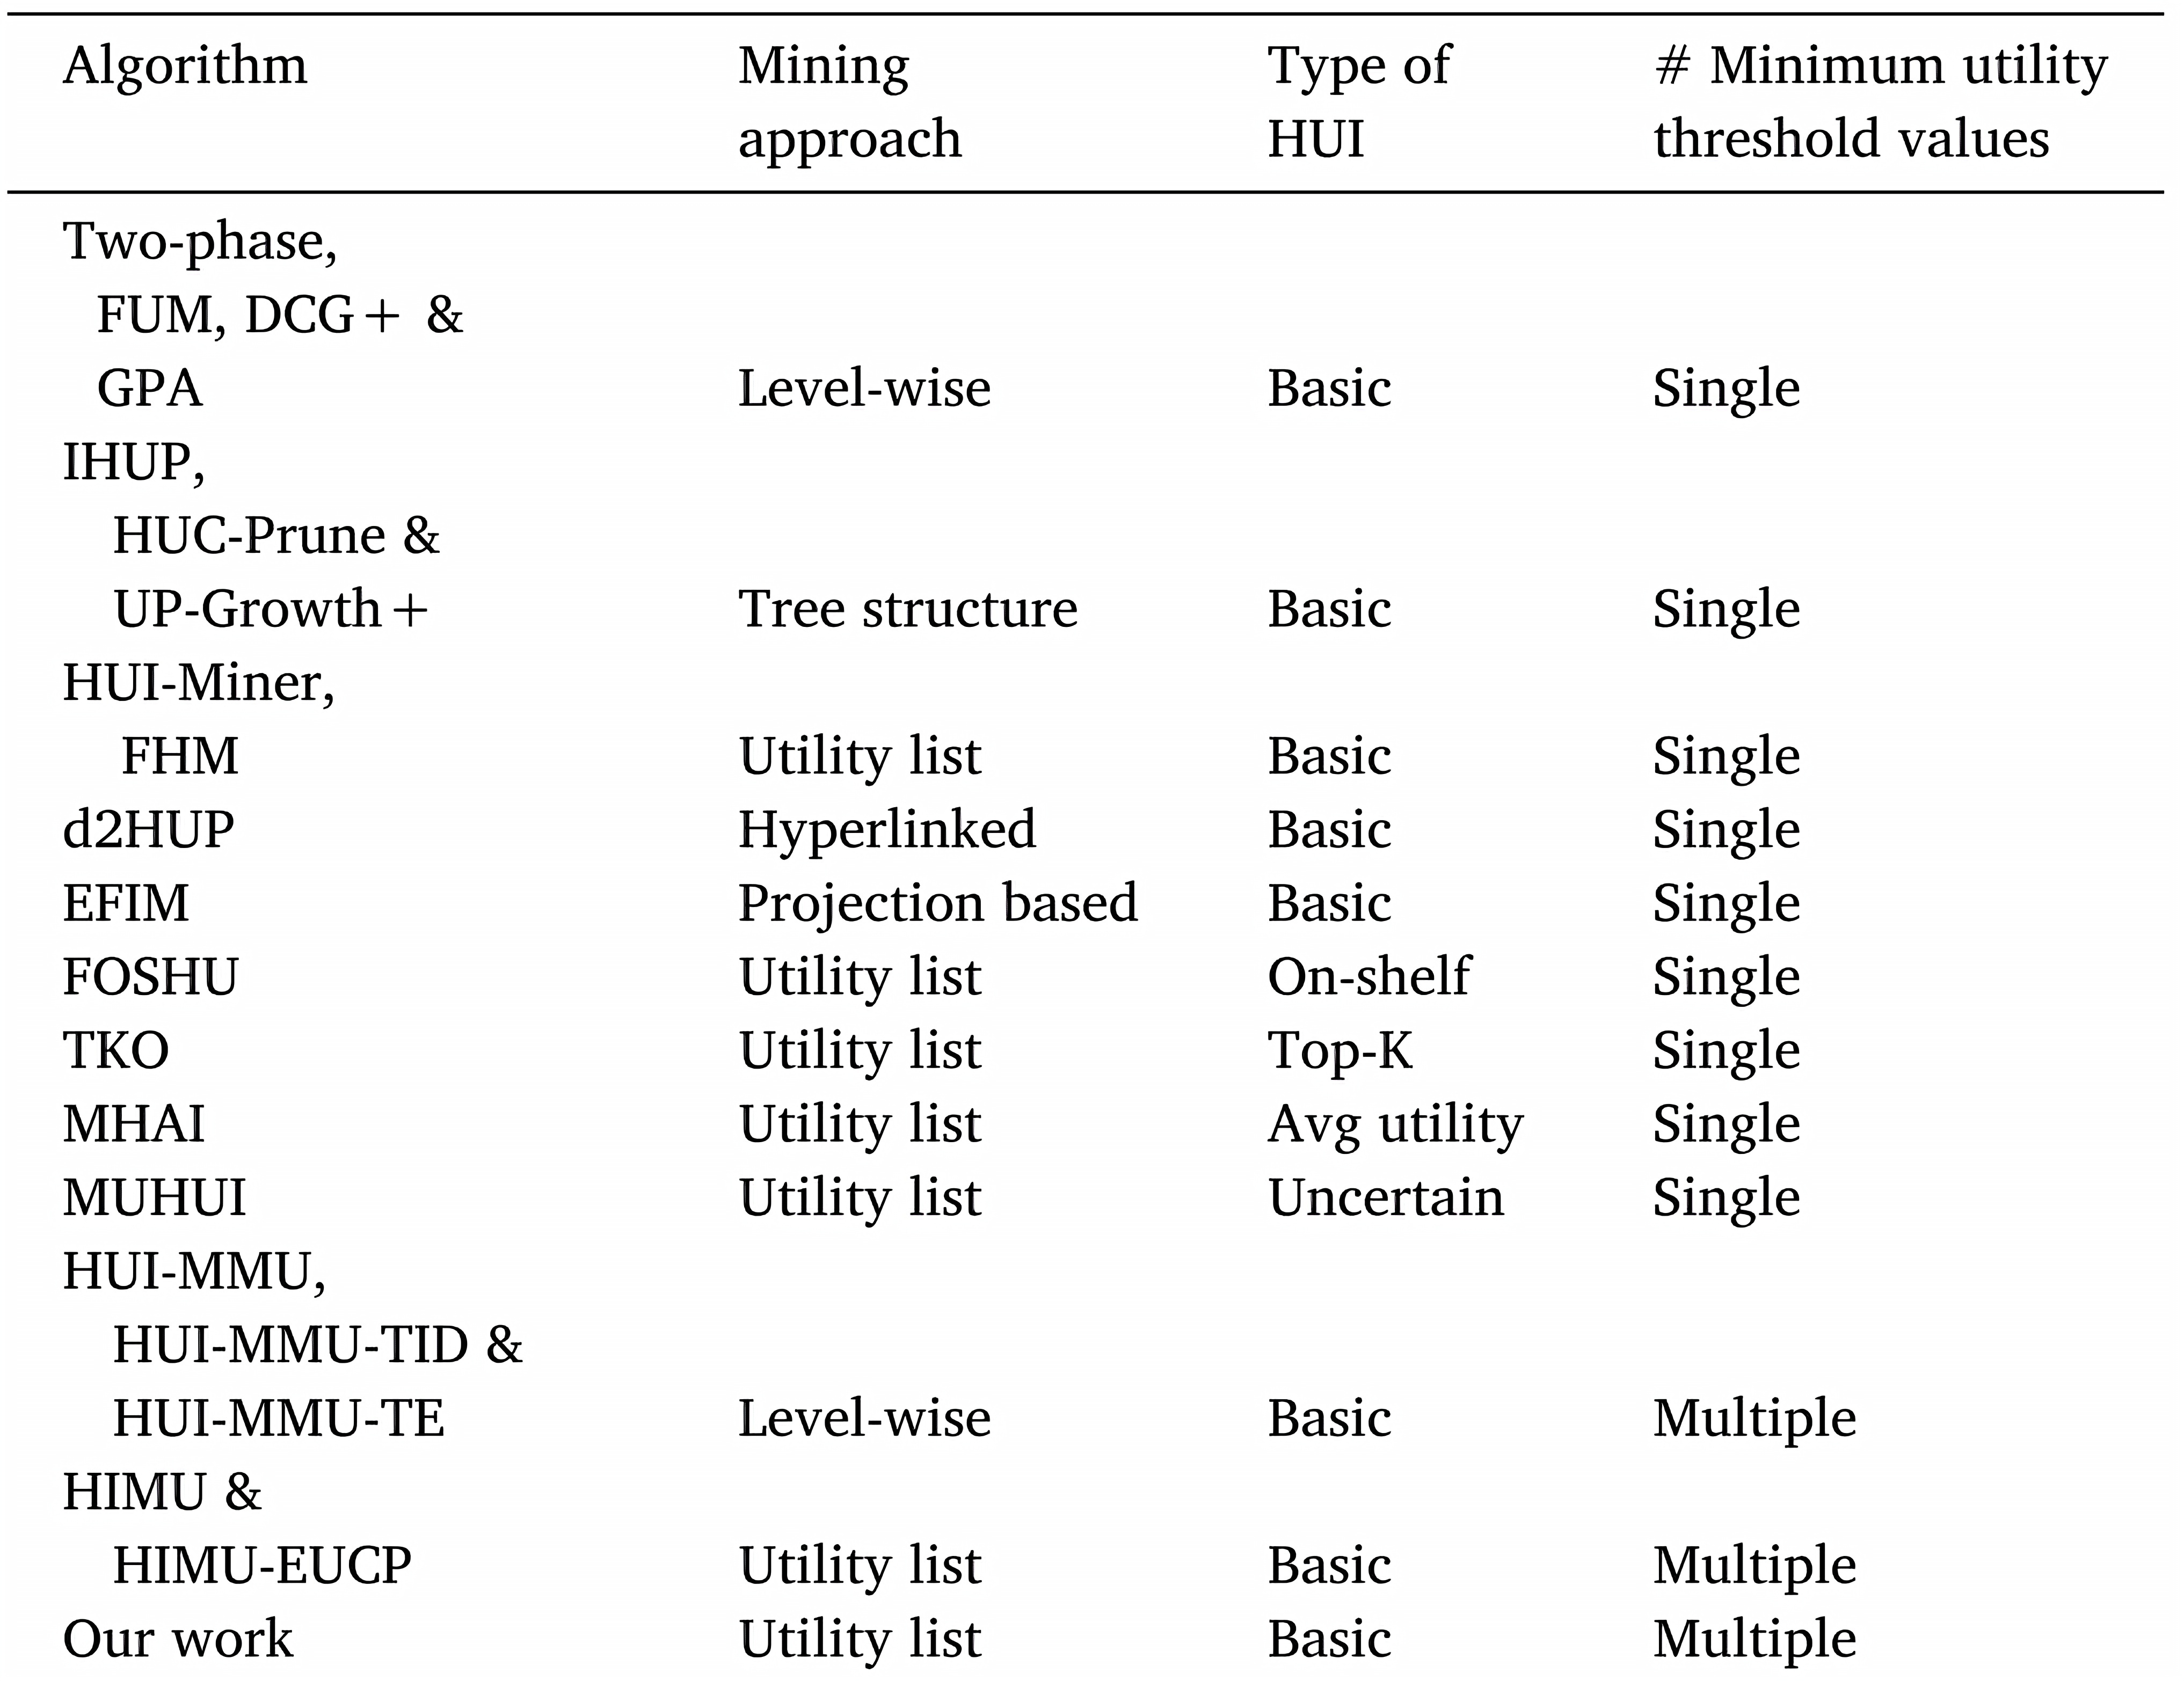 Algorithm Mining Type of # Minimum utility
approach HUI threshold values
Two-phase,
FUM, DCG+ &
GPA Level-wise Basic Single
IHUP,
HUC-Prune &
UP-Growth+ Tree structure Basic Single
HUI-Miner,
FHM Utility list Basic Single
d2HUP Hyperlinked Basic Single
EFIM Projection based Basic Single
FOSHU Utility list On-shelf Single
TKO Utility list Top-K Single
MHAI Utility list Avg utility Single
MUHUI Utility list Uncertain Single
HUI-MMU,
HUI-MMU-TID &
HUI-MMU-TE Level-wise Basic Multiple
HIMU &
HIMU-EUCP Utility list Basic Multiple
Our work Utility list Basic Multiple